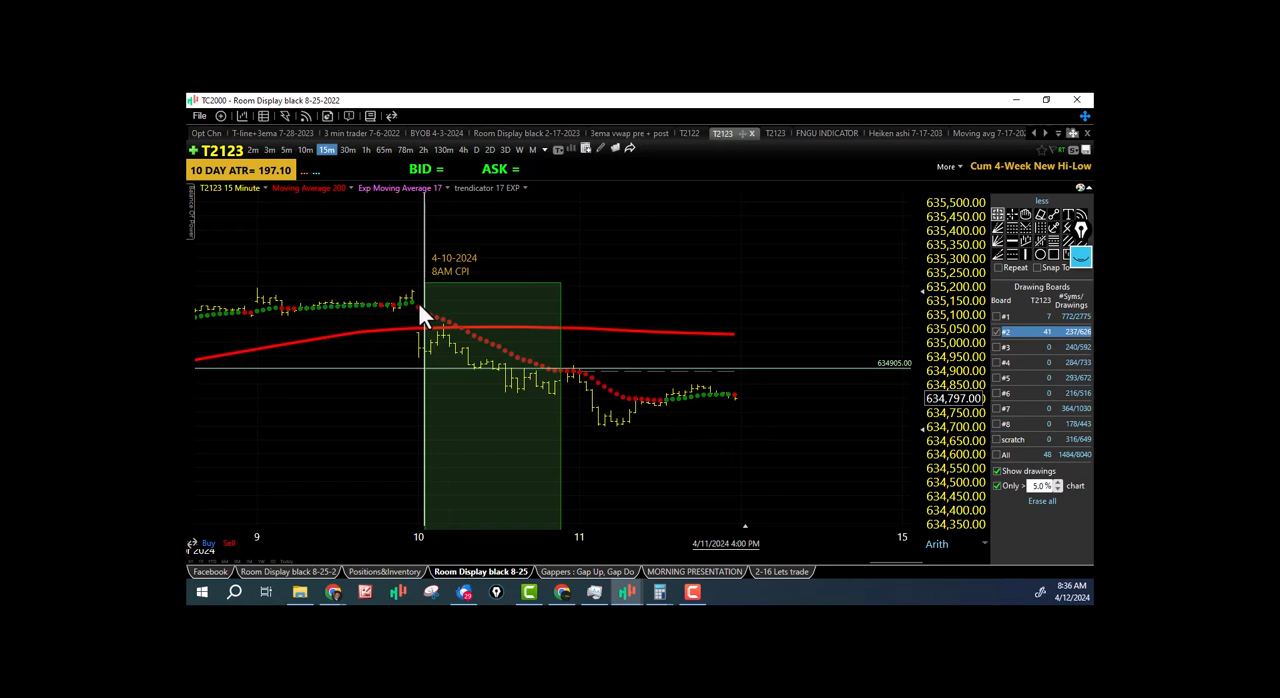 TC2000 - Room Display black 8-25-2022
File
Opt Chn T-line+3ema 7-28-2023 3 min trader 7-6-2022 BYOB 4-3-2024 Room Display black 2-17-2023 3ema vwap pre + post T2122 T2123 T2123 FNGU INDICATOR Heiken ashi 7-17-203 Moving avg 7-17-202
T2123 2m 3m 5m 10m 15m 30m 1h 65m 78m 2h 130m 4h D 2D 3D W M
10 DAY ATR= 197.10 ... ... BID = ASK = More Cum 4-Week New Hi-Low
T2123 15 Minute Moving Average 200 Exp Moving Average 17 trendicator 17 EXP
Balance Of Power
4-10-2024
8AM CPI
634905.00
635,500.00
635,450.00
635,400.00
635,350.00
635,300.00
635,250.00
635,200.00
635,150.00
635,100.00
635,050.00
635,000.00
634,950.00
634,900.00
634,850.00
634,797.00
634,750.00
634,700.00
634,650.00
634,600.00
634,550.00
634,500.00
634,450.00
634,400.00
634,350.00
less
Repeat Snap To
Drawing Boards
Board T2123 #Syms/
Drawings
#1 7 772/2775
#2 41 237/626
#3 0 240/592
#4 0 284/733
#5 0 293/672
#6 0 216/516
#7 0 364/1030
#8 0 178/443
scratch 0 316/649
All 48 1484/8040
Show drawings
Only > 5.0 % chart
Erase all
9 10 11 4/11/2024 4:00 PM 15 Arith
Buy Sell
Facebook Room Display black 8-25-2 Positions&Inventory Room Display black 8-25 Gappers : Gap Up, Gap Do MORNING PRESENTATION 2-16 Lets trade
29
8:36 AM
4/12/2024